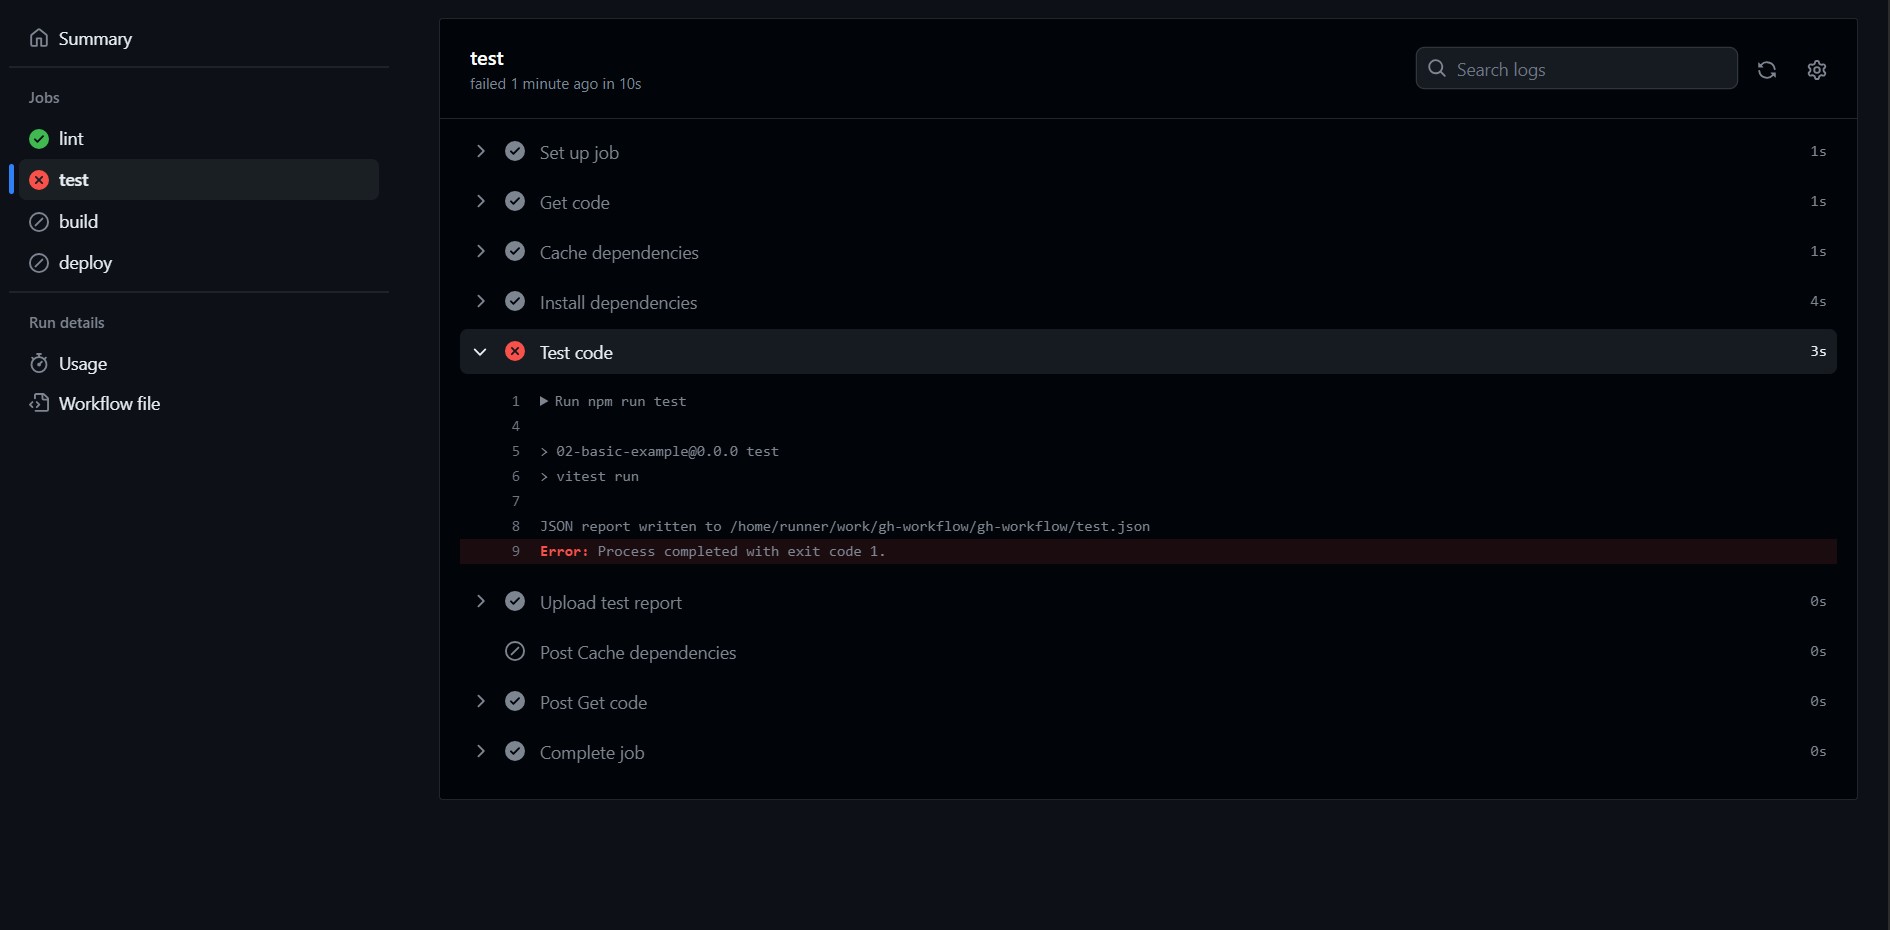 Summary
Jobs
lint
test
build
deploy
Run details
Usage
Workflow file
test
failed 1 minute ago in 10s
Search logs
Set up job 1s
Get code 1s
Cache dependencies 1s
Install dependencies 4s
Test code 3s
1 Run npm run test
4
5 > 02-basic-example@0.0.0 test
6 > vitest run
7
8 JSON report written to /home/runner/work/gh-workflow/gh-workflow/test.json
9 Error: Process completed with exit code 1.
Upload test report 0s
Post Cache dependencies 0s
Post Get code 0s
Complete job 0s